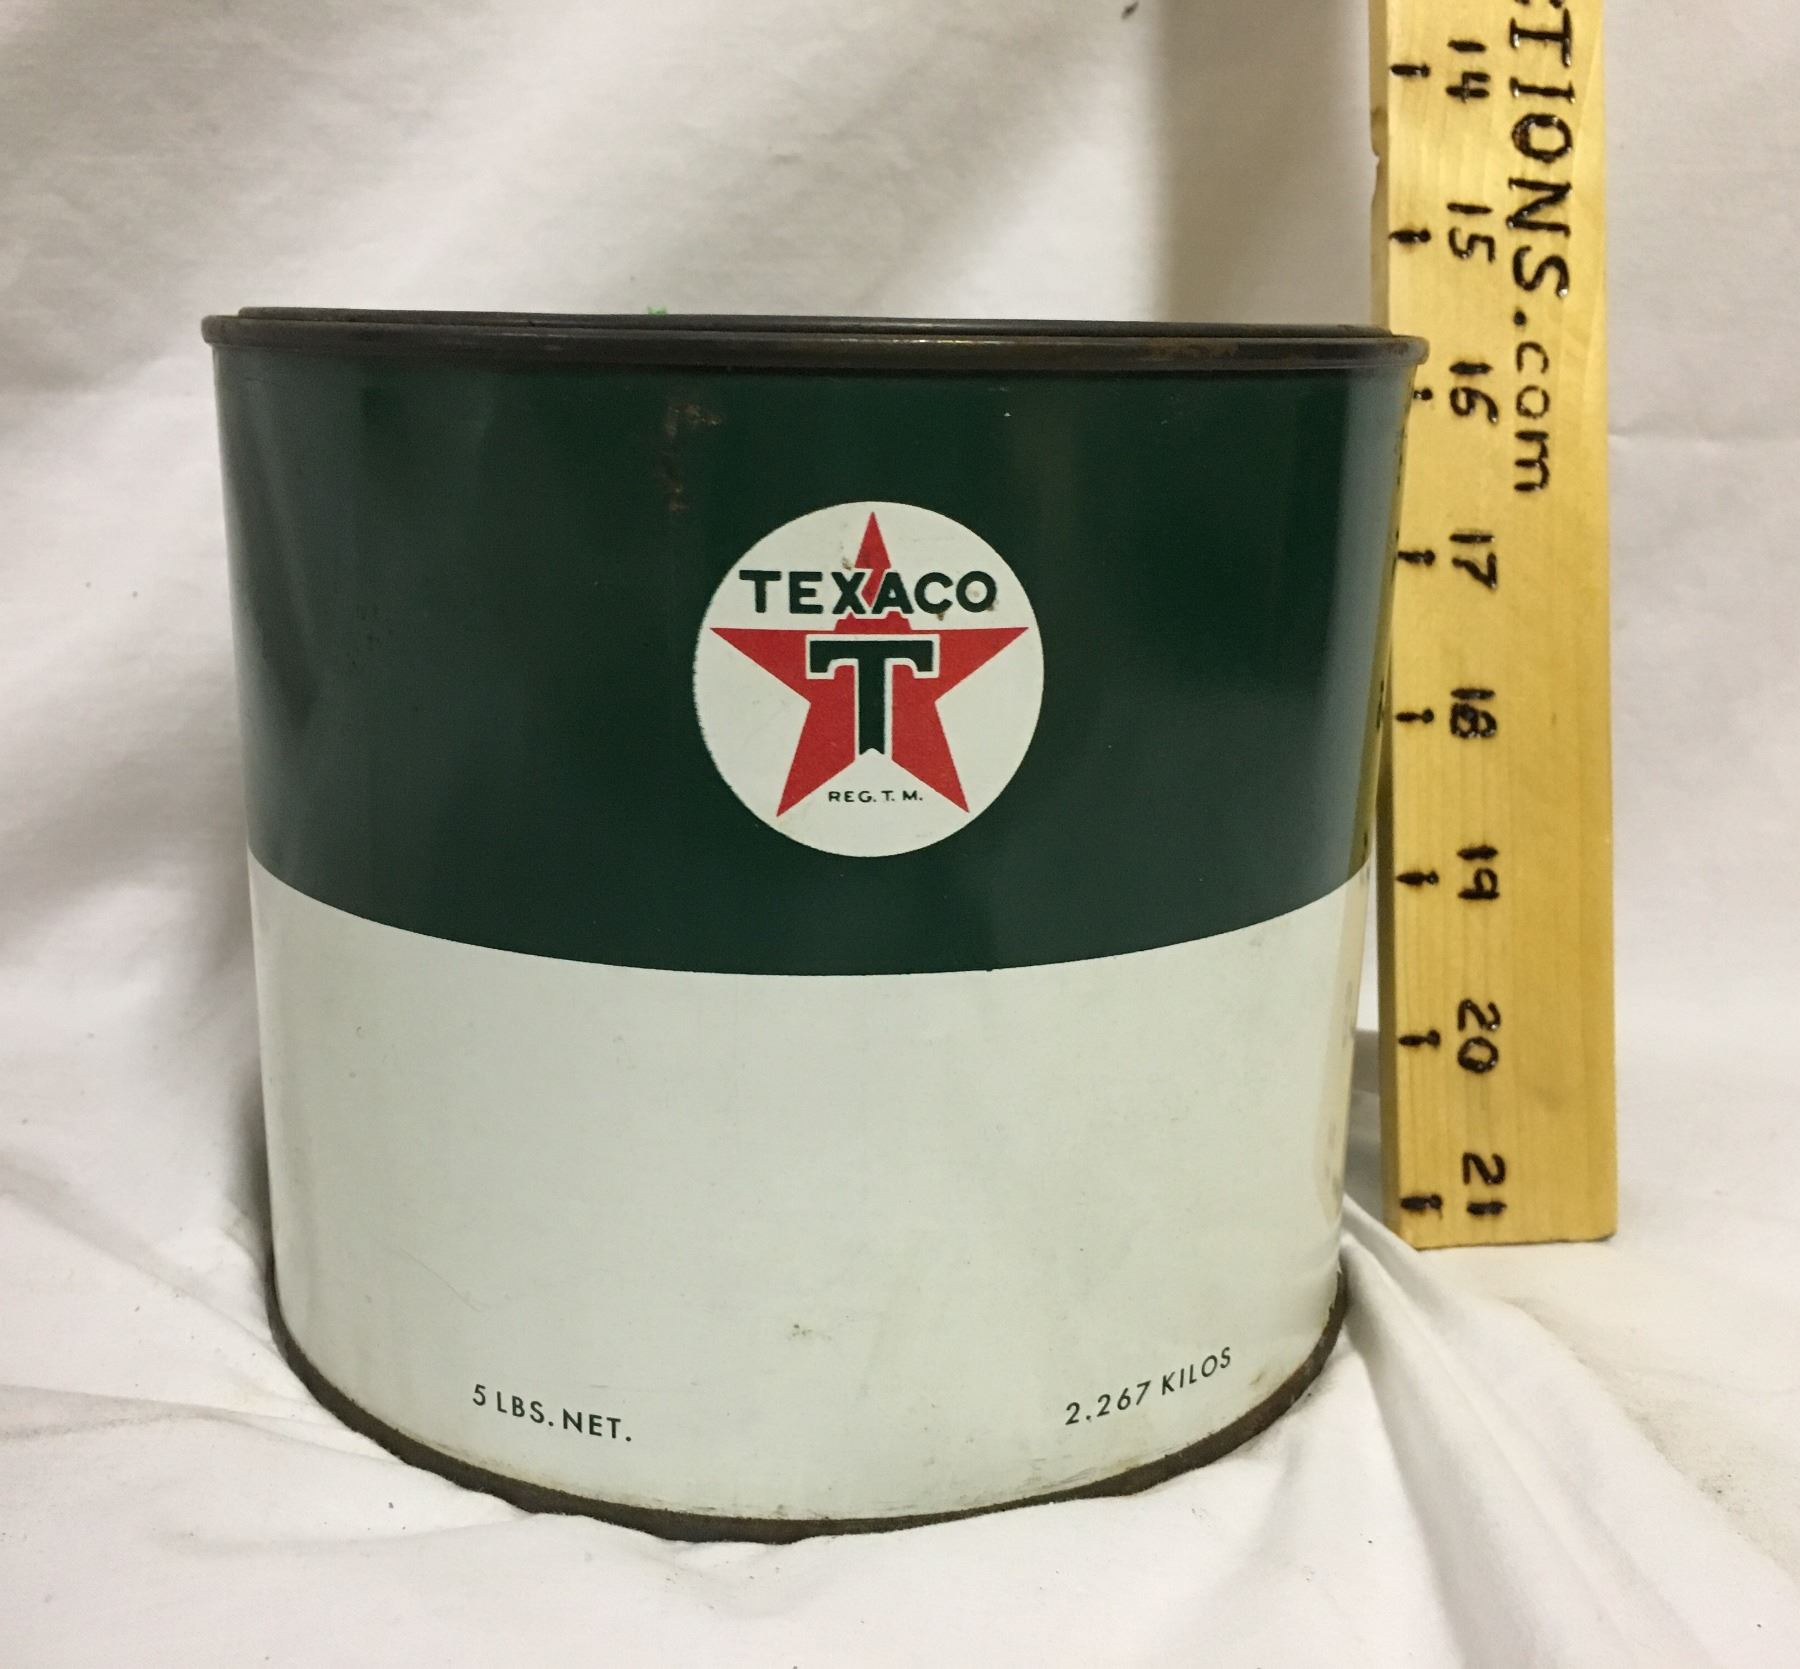 TEXACO
T
REG. T. M.
5 LBS. NET.
2.267 KILOS
TIONS.com
14
15
16
17
18
19
20
21